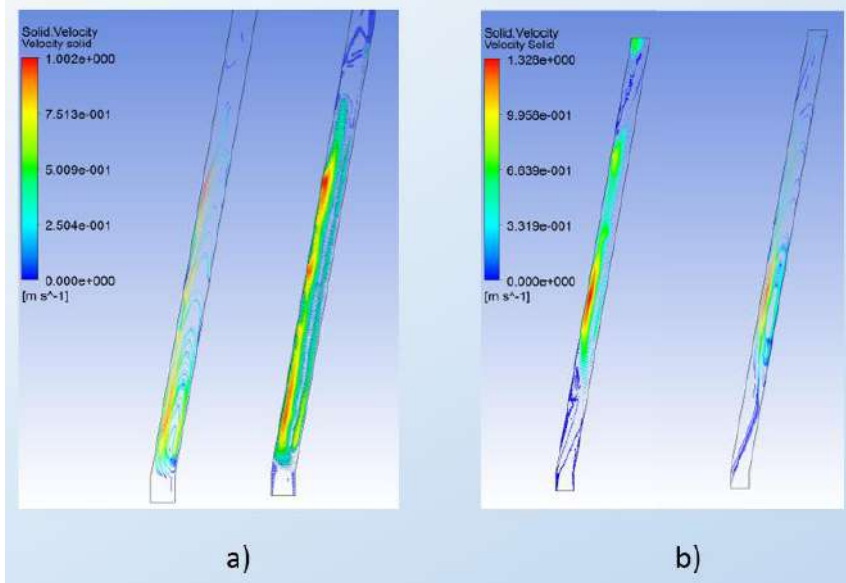 Solid.Velocity
Velocity solid
1.002e+000
7.513e-001
5.009e-001
2.504e-001
0.000e+000
[m s^-1]
a)
Solid.Velocity
Velocity Solid
1.328e+000
9.958e-001
6.639e-001
3.319e-001
0.000e+000
[m s^-1]
b)